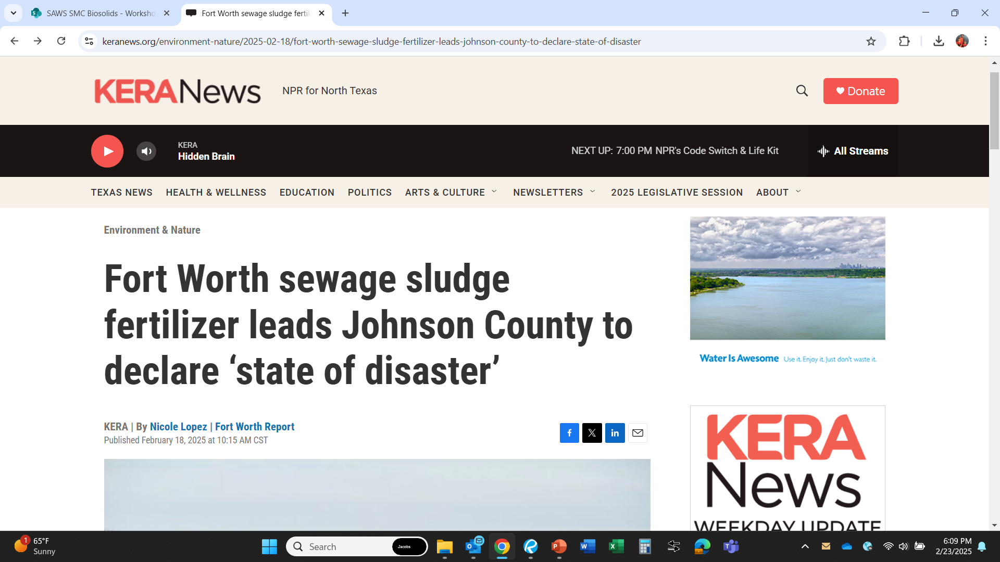 SAWS SMC Biosolids - Worksho
Fort Worth sewage sludge ferti
keranews.org/environment-nature/2025-02-18/fort-worth-sewage-sludge-fertilizer-leads-johnson-county-to-declare-state-of-disaster
KERA News
NPR for North Texas
Donate
KERA
Hidden Brain
NEXT UP: 7:00 PM NPR's Code Switch & Life Kit
All Streams
TEXAS NEWS HEALTH & WELLNESS EDUCATION POLITICS ARTS & CULTURE NEWSLETTERS 2025 LEGISLATIVE SESSION ABOUT
Environment & Nature
Fort Worth sewage sludge
fertilizer leads Johnson County to
declare ‘state of disaster’
KERA | By Nicole Lopez | Fort Worth Report
Published February 18, 2025 at 10:15 AM CST
Water Is Awesome Use it. Enjoy it. Just don't waste it.
KERA
News
WEEKDAY UPDATE
1
65°F
Sunny
Search
Jacobs
6:09 PM
2/23/2025